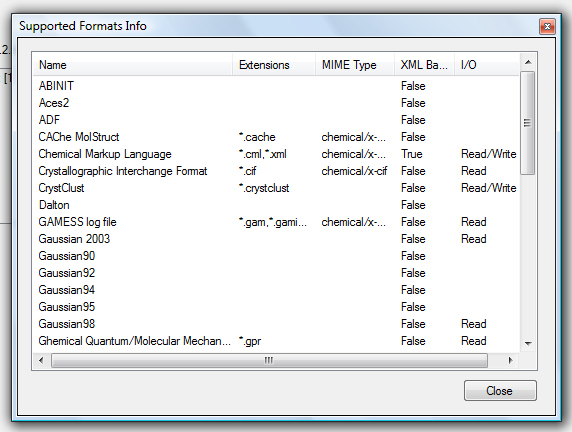 Supported Formats Info
.2.
[1
Name Extensions MIME Type XML Ba... I/O
ABINIT False
Aces2 False
ADF False
CAChe MolStruct *.cache chemical/x-... False
Chemical Markup Language *.cml,*.xml True Read/Write
Crystallographic Interchange Format *.cif chemical/x-cif False Read
CrystClust *.crystclust False Read/Write
Dalton False
GAMESS log file *.gam,*.gami... chemical/x-... False Read
Gaussian 2003 False Read
Gaussian90 False
Gaussian92 False
Gaussian94 False
Gaussian95 False
Gaussian98 False Read
Ghemical Quantum/Molecular Mechan... *.gpr False Read
Close